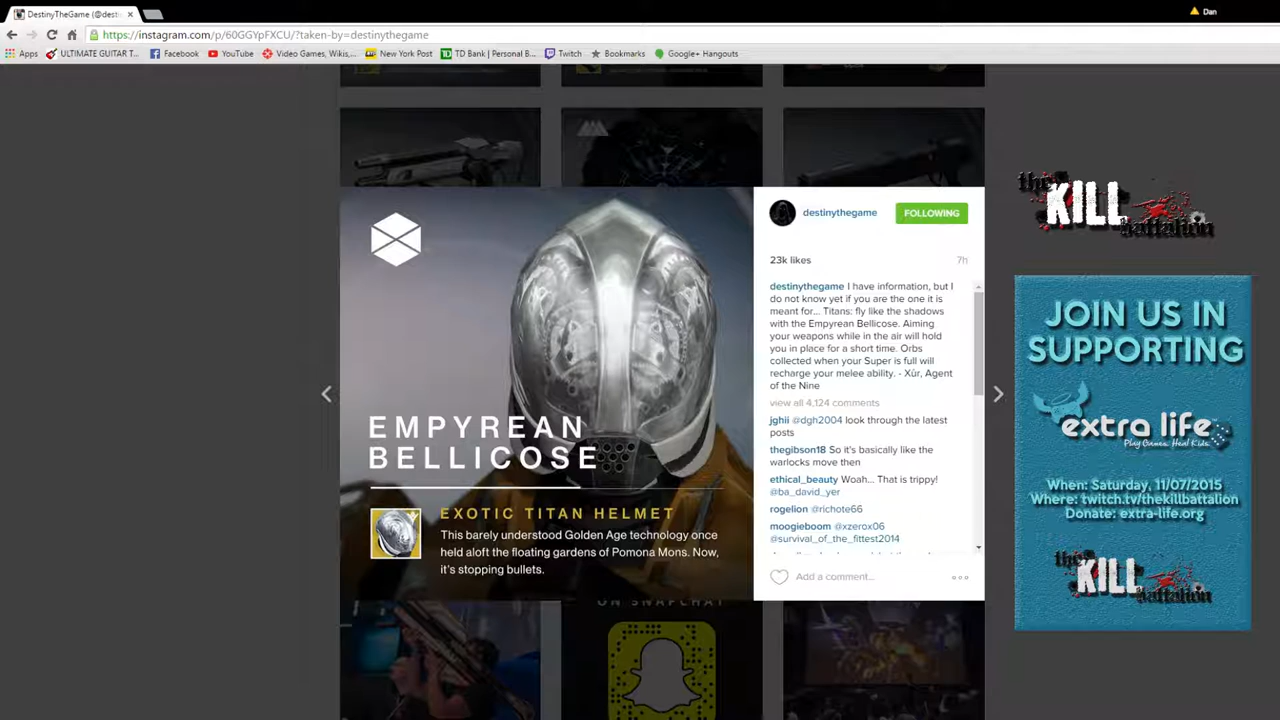 DestinyTheGame (@desti
Dan
https://instagram.com/p/60GGYpFXCU/?taken-by=destinythegame
Apps ULTIMATE GUITAR T... Facebook YouTube Video Games, Wikis,... New York Post TD Bank | Personal B... Twitch Bookmarks Google+ Hangouts
EMPYREAN
BELLICOSE
EXOTIC TITAN HELMET
This barely understood Golden Age technology once
held aloft the floating gardens of Pomona Mons. Now,
it's stopping bullets.
destinythegame FOLLOWING
23k likes 7h
destinythegame I have information, but I
do not know yet if you are the one it is
meant for... Titans: fly like the shadows
with the Empyrean Bellicose. Aiming
your weapons while in the air will hold
you in place for a short time. Orbs
collected when your Super is full will
recharge your melee ability. - Xûr, Agent
of the Nine
view all 4,124 comments
jghii @dgh2004 look through the latest
posts
thegibson18 So it's basically like the
warlocks move then
ethical_beauty Woah... That is trippy!
@ba_david_yer
rogelion @richote66
moogieboom @xzerox06
@survival_of_the_fittest2014
Add a comment...
ON SNAPCHAT
the
KILL
battalion
JOIN US IN
SUPPORTING
extra life
Play Games. Heal Kids.
When: Saturday, 11/07/2015
Where: twitch.tv/thekillbattalion
Donate: extra-life.org
the
KILL
battalion